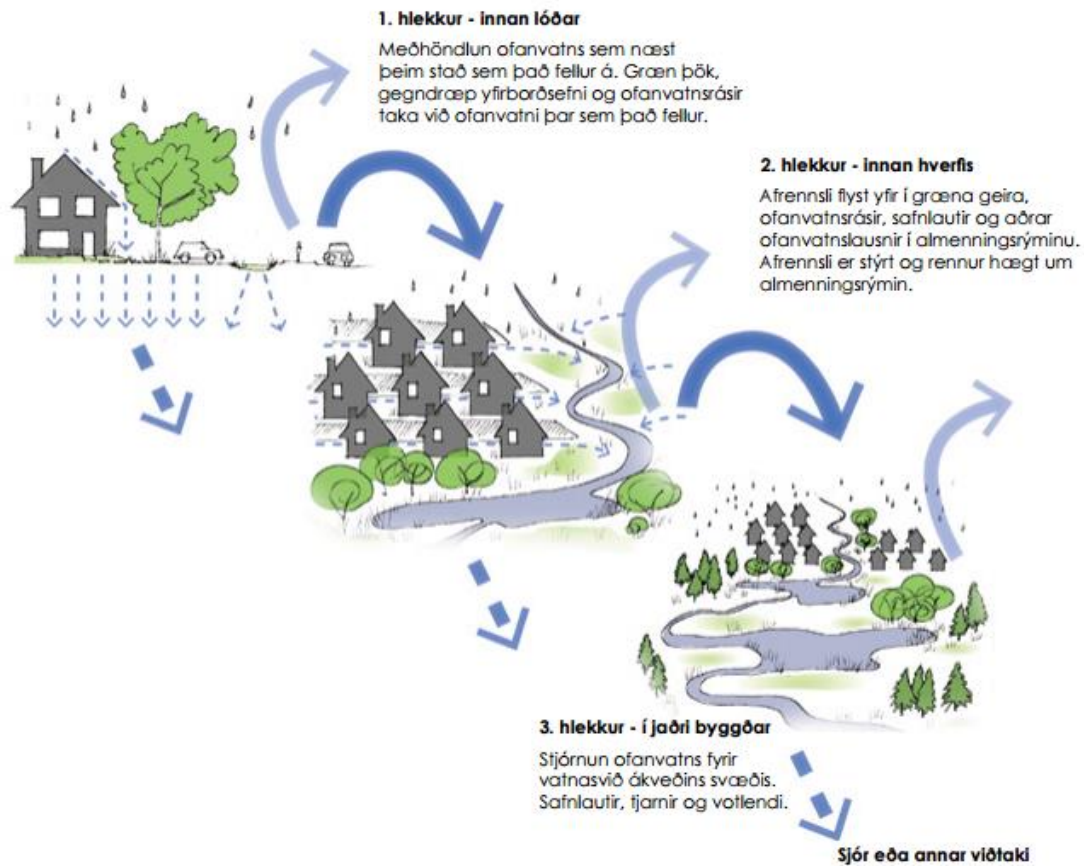 1. hlekkur - innan lóðar
Meðhöndlun ofanvatns sem næst
þeim stað sem það fellur á. Græn þök,
gegndræp yfirborðsefni og ofanvatnsrásir
taka við ofanvatni þar sem það fellur.
2. hlekkur - innan hverfis
Afrennsli flyst yfir í græna geira,
ofanvatnsrásir, safnlautir og aðrar
ofanvatnslausnir í almenningsrýminu.
Afrennsli er stýrt og rennur hægt um
almenningsrýmin.
3. hlekkur - í jaðri byggðar
Stjórnun ofanvatns fyrir
vatnasvið ákveðins svæðis.
Safnlautir, tjarnir og votlendi.
Sjór eða annar viðtaki